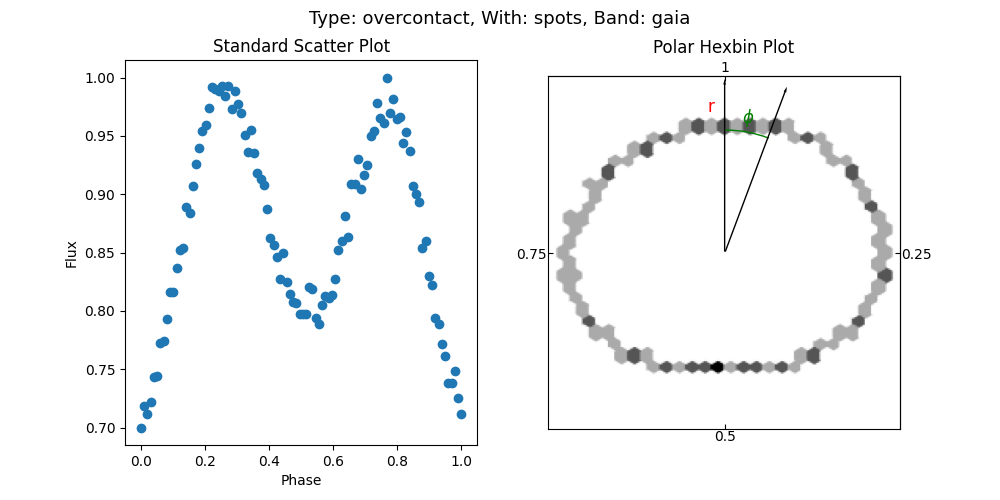 Type: overcontact, With: spots, Band: gaia
Standard Scatter Plot
Polar Hexbin Plot
1.00
0.95
0.90
0.85
0.80
0.75
0.70
Flux
0.0 0.2 0.4 0.6 0.8 1.0
Phase
1
r
ϕ
0.75
0.25
0.5